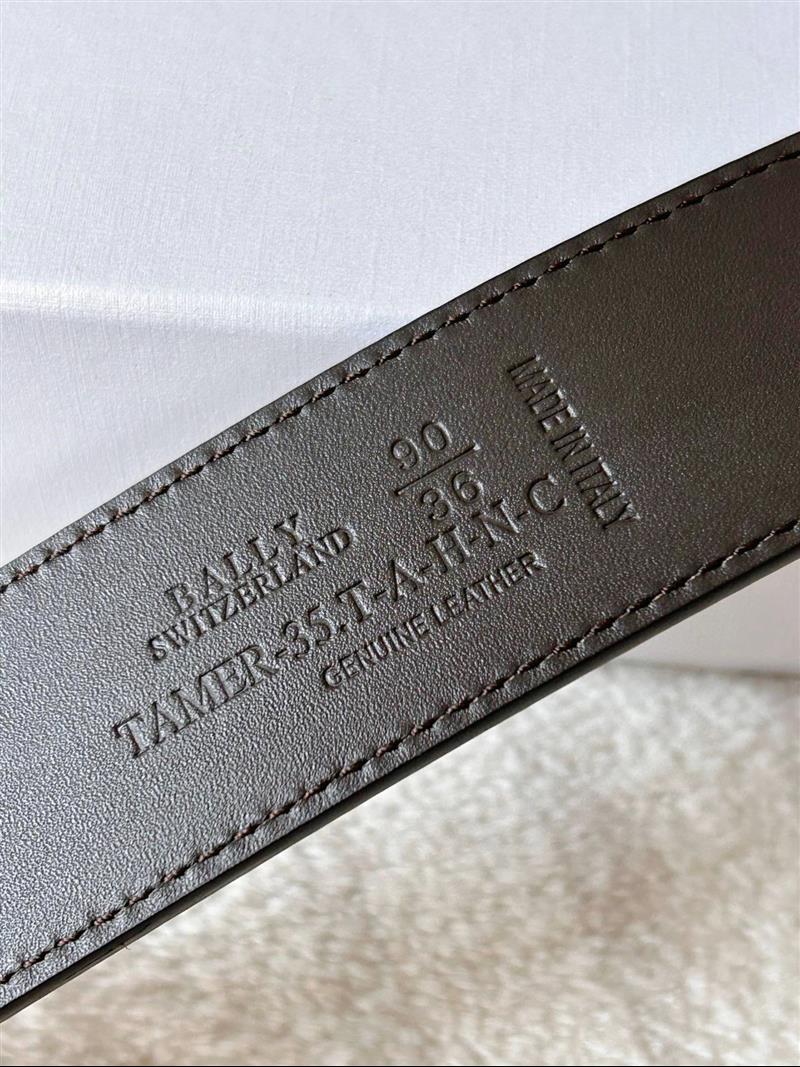 BALLY
SWITZERLAND
90
36
TAMER-35.T-A-H-N-C
GENUINE LEATHER
MADE IN ITALY